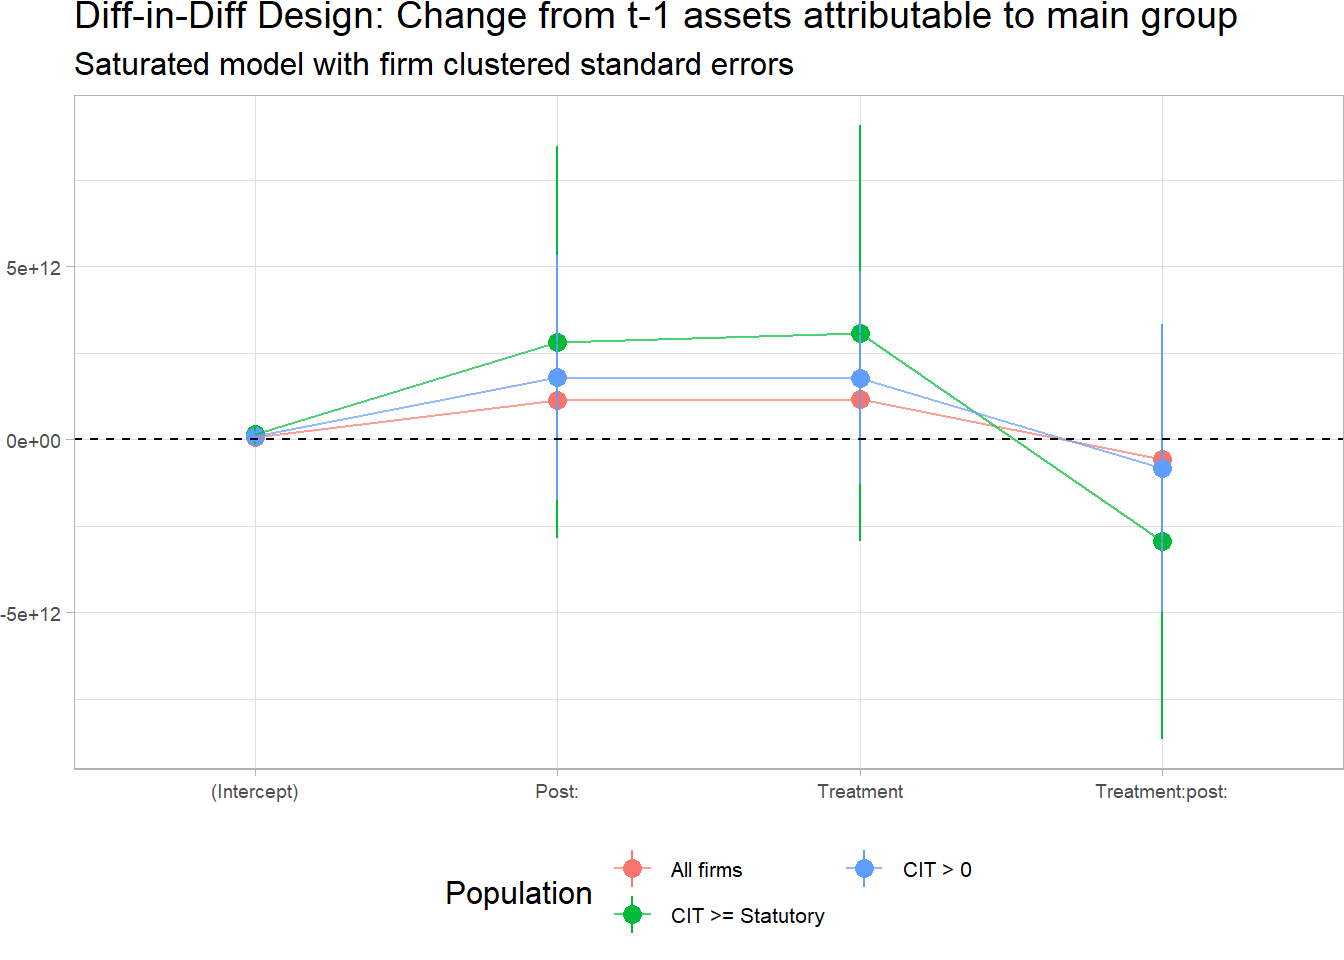 Diff-in-Diff Design: Change from t-1 assets attributable to main group
Saturated model with firm clustered standard errors
5e+12
0e+00
-5e+12
(Intercept)
Post:
Treatment
Treatment:post:
Population
All firms
CIT > 0
CIT >= Statutory